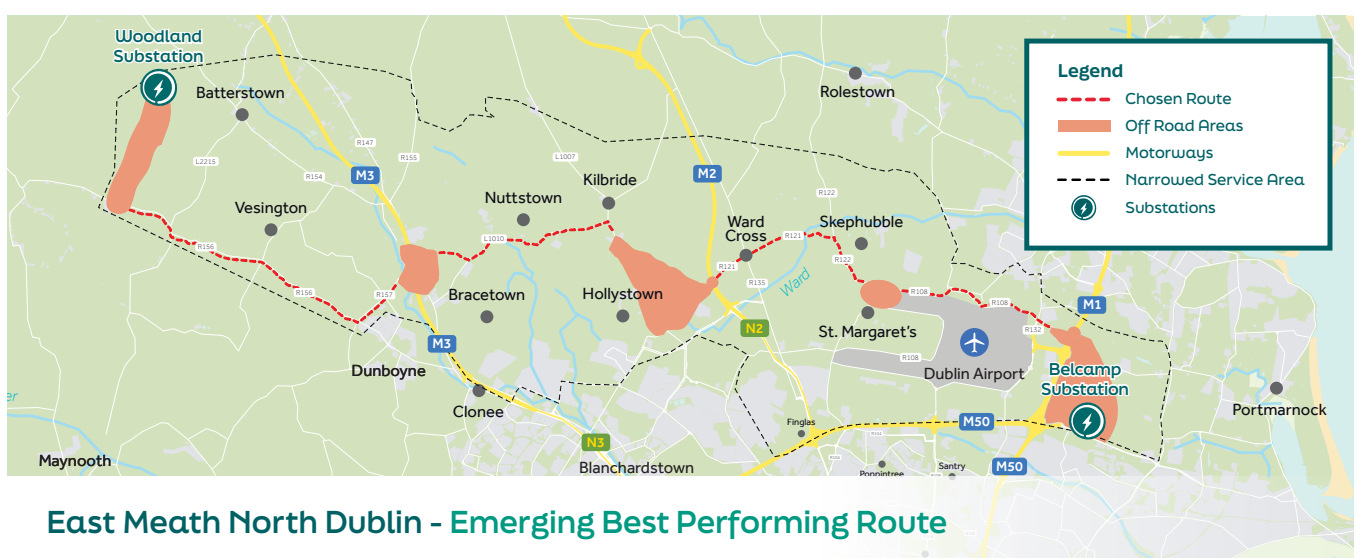 Woodland
Substation
Batterstown
Rolestown
Legend
Chosen Route
Off Road Areas
Motorways
Narrowed Service Area
Substations
R147
R155
L2215
R154
M3
L1007
M2
Kilbride
Nuttstown
Vesington
R122
Ward
Cross
Skephubble
R156
L1010
R121
R121
R122
R135
Ward
R156
R157
Bracetown
Hollystown
R108
R108
M1
St. Margaret's
N2
R132
M3
R108
Dublin Airport
Dunboyne
Belcamp
Substation
Clonee
Portmarnock
Finglas
M50
N3
Blanchardstown
Maynooth
Poppintree
Santry
M50
er
East Meath North Dublin - Emerging Best Performing Route